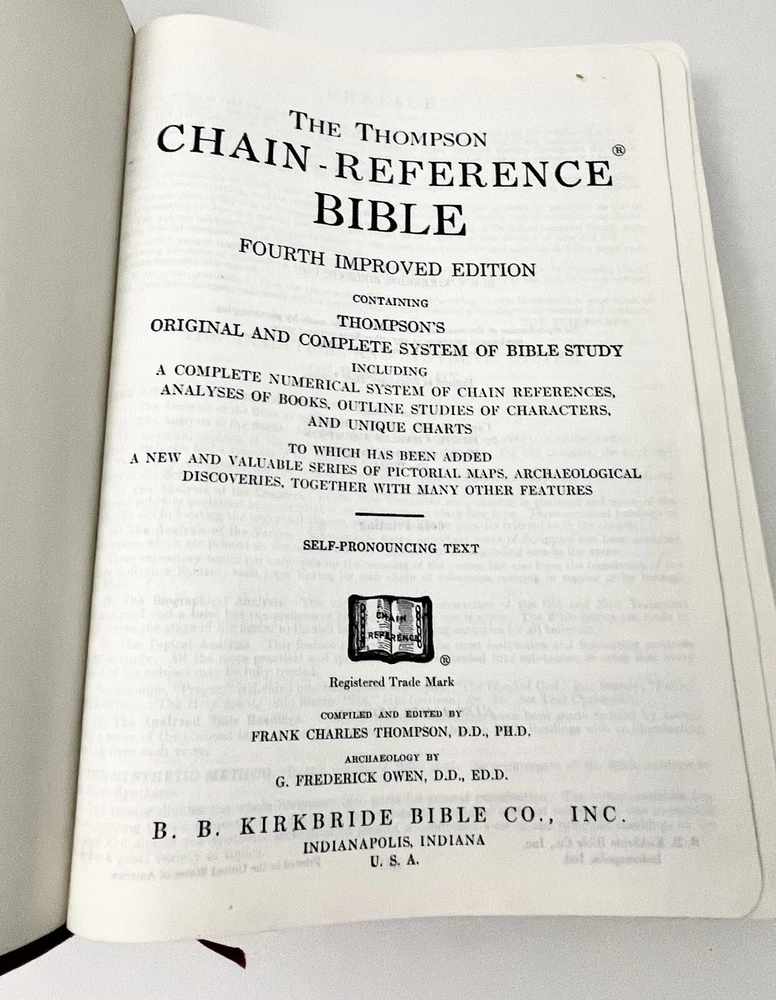 THE THOMPSON
CHAIN-REFERENCE®
BIBLE
FOURTH IMPROVED EDITION
CONTAINING
THOMPSON'S
ORIGINAL AND COMPLETE SYSTEM OF BIBLE STUDY
INCLUDING
A COMPLETE NUMERICAL SYSTEM OF CHAIN REFERENCES,
ANALYSES OF BOOKS, OUTLINE STUDIES OF CHARACTERS,
AND UNIQUE CHARTS
TO WHICH HAS BEEN ADDED
A NEW AND VALUABLE SERIES OF PICTORIAL MAPS, ARCHAEOLOGICAL
DISCOVERIES, TOGETHER WITH MANY OTHER FEATURES
SELF-PRONOUNCING TEXT
CHAIN
REFERENCE
®
Registered Trade Mark
COMPILED AND EDITED BY
FRANK CHARLES THOMPSON, D.D., PH.D.
ARCHAEOLOGY BY
G. FREDERICK OWEN, D.D., ED.D.
B. B. KIRKBRIDE BIBLE CO., INC.
INDIANAPOLIS, INDIANA
U. S. A.